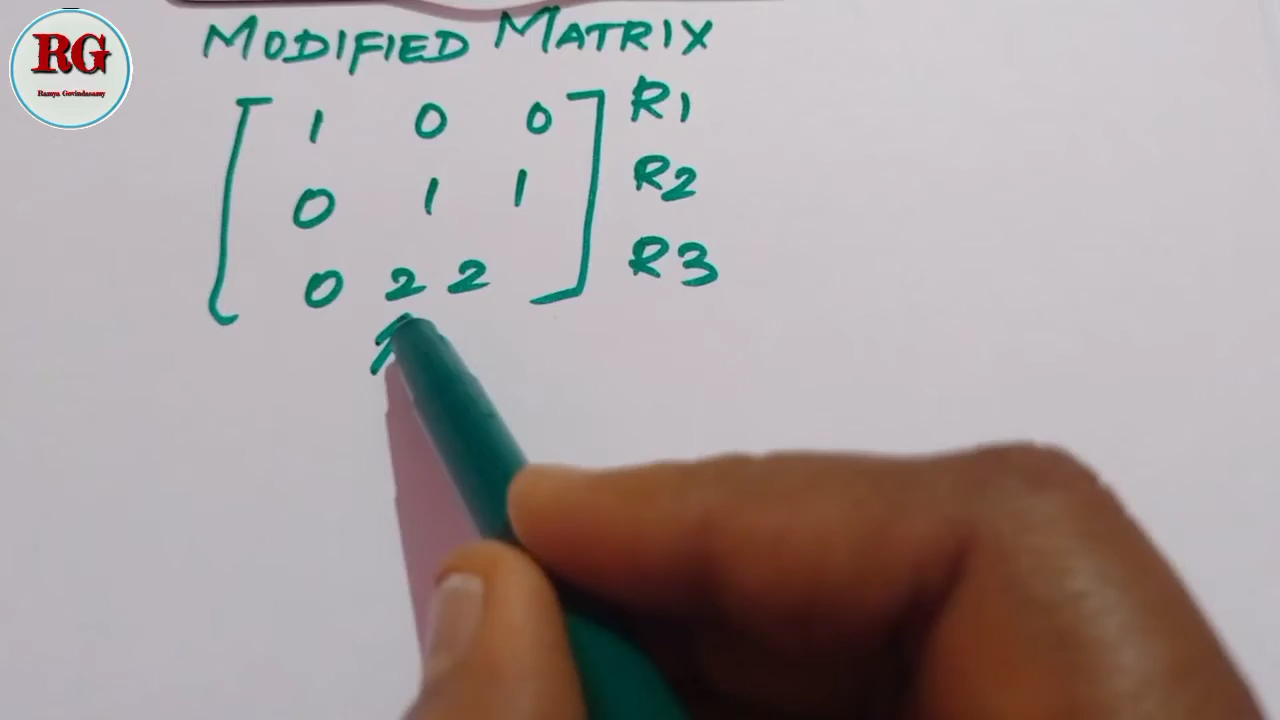 RG
Ramya Govindasamy
MODIFIED MATRIX
1 0 0 R1
0 1 1 R2
0 2 2 R3